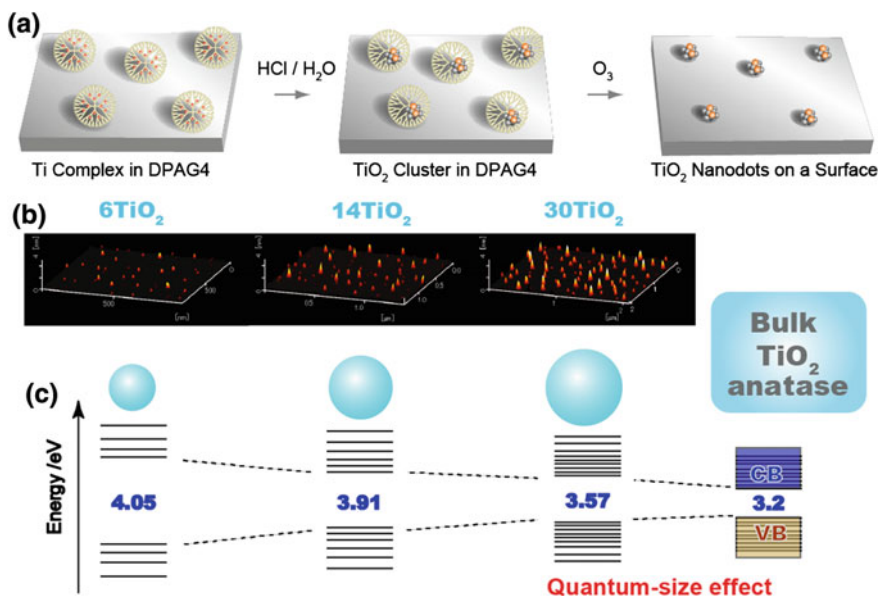 (a)
HCl / H₂O
O₃
Ti Complex in DPAG4
TiO₂ Cluster in DPAG4
TiO₂ Nanodots on a Surface
(b)
6TiO₂
14TiO₂
30TiO₂
Bulk
TiO₂
anatase
(c)
Energy /eV
4.05
3.91
3.57
3.2
CB
VB
Quantum-size effect